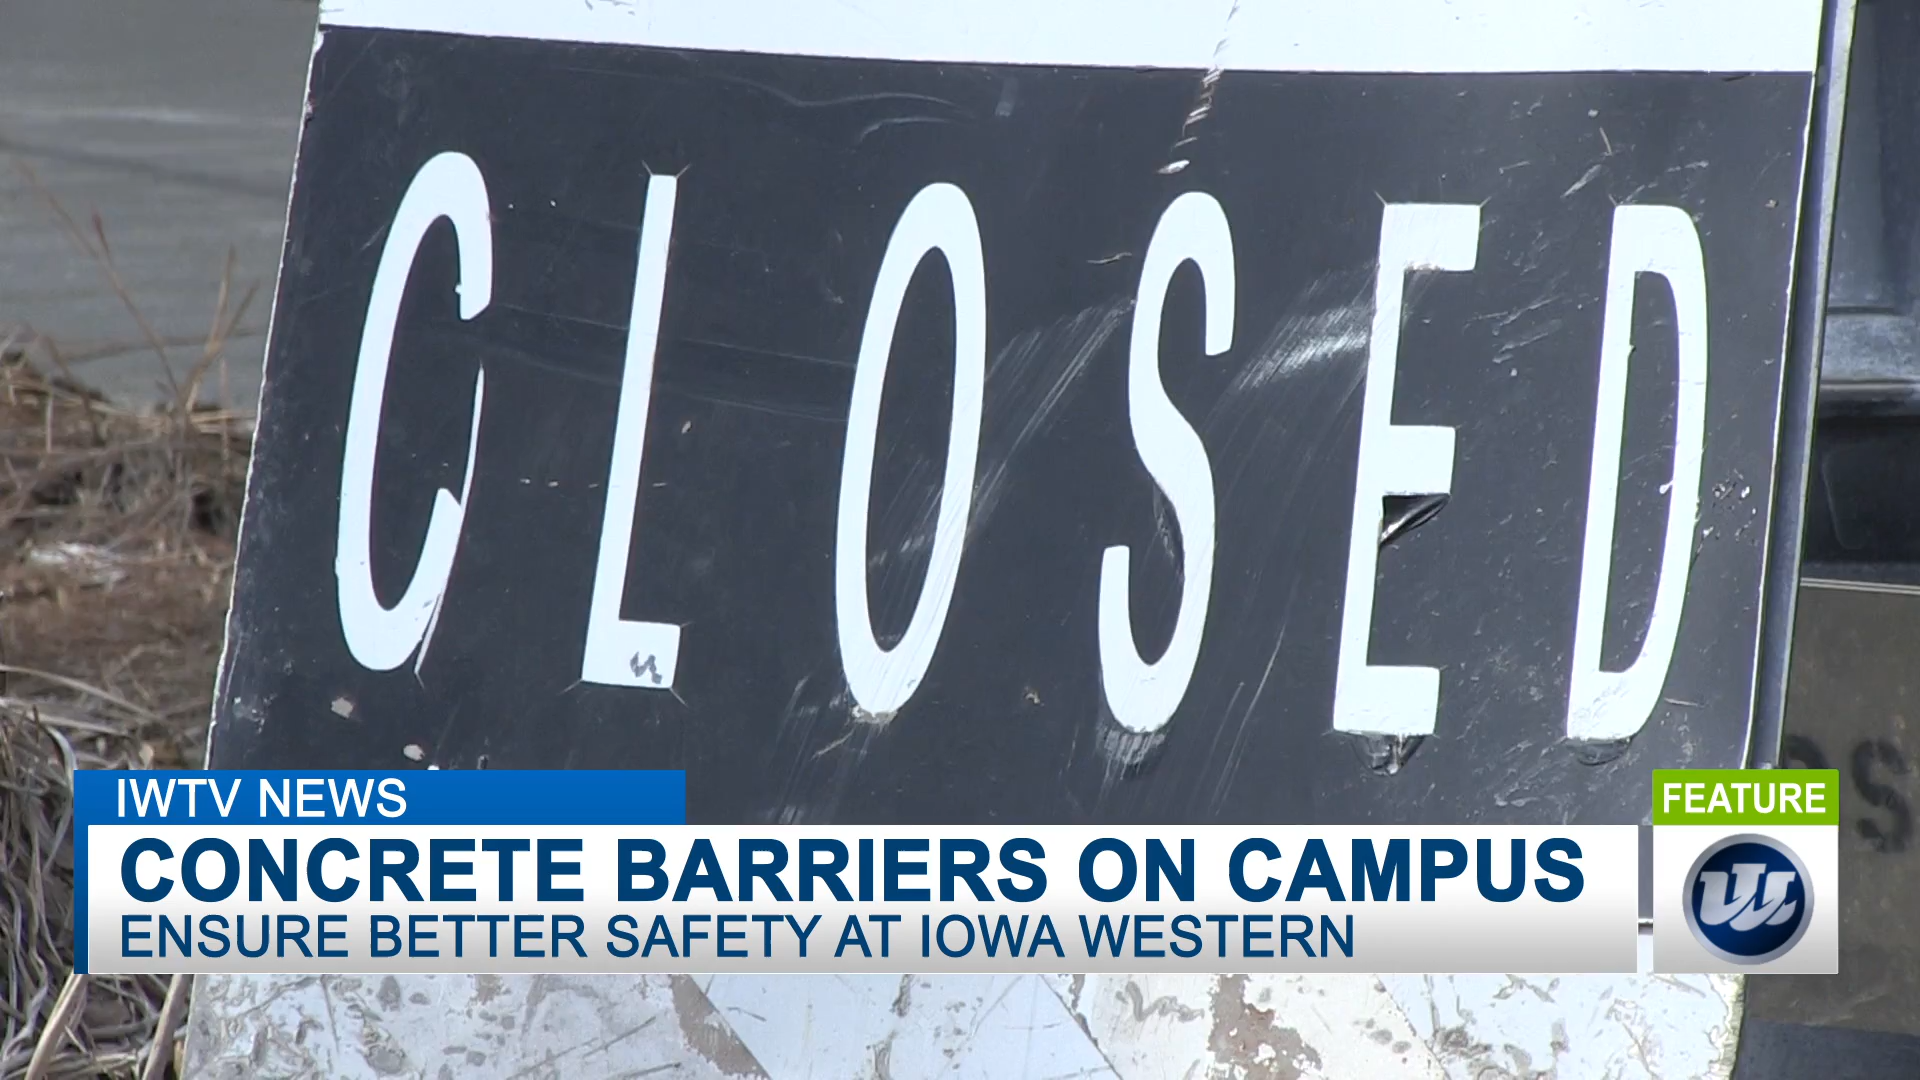 CLOSED
IWTV NEWS
FEATURE
CONCRETE BARRIERS ON CAMPUS
ENSURE BETTER SAFETY AT IOWA WESTERN
W